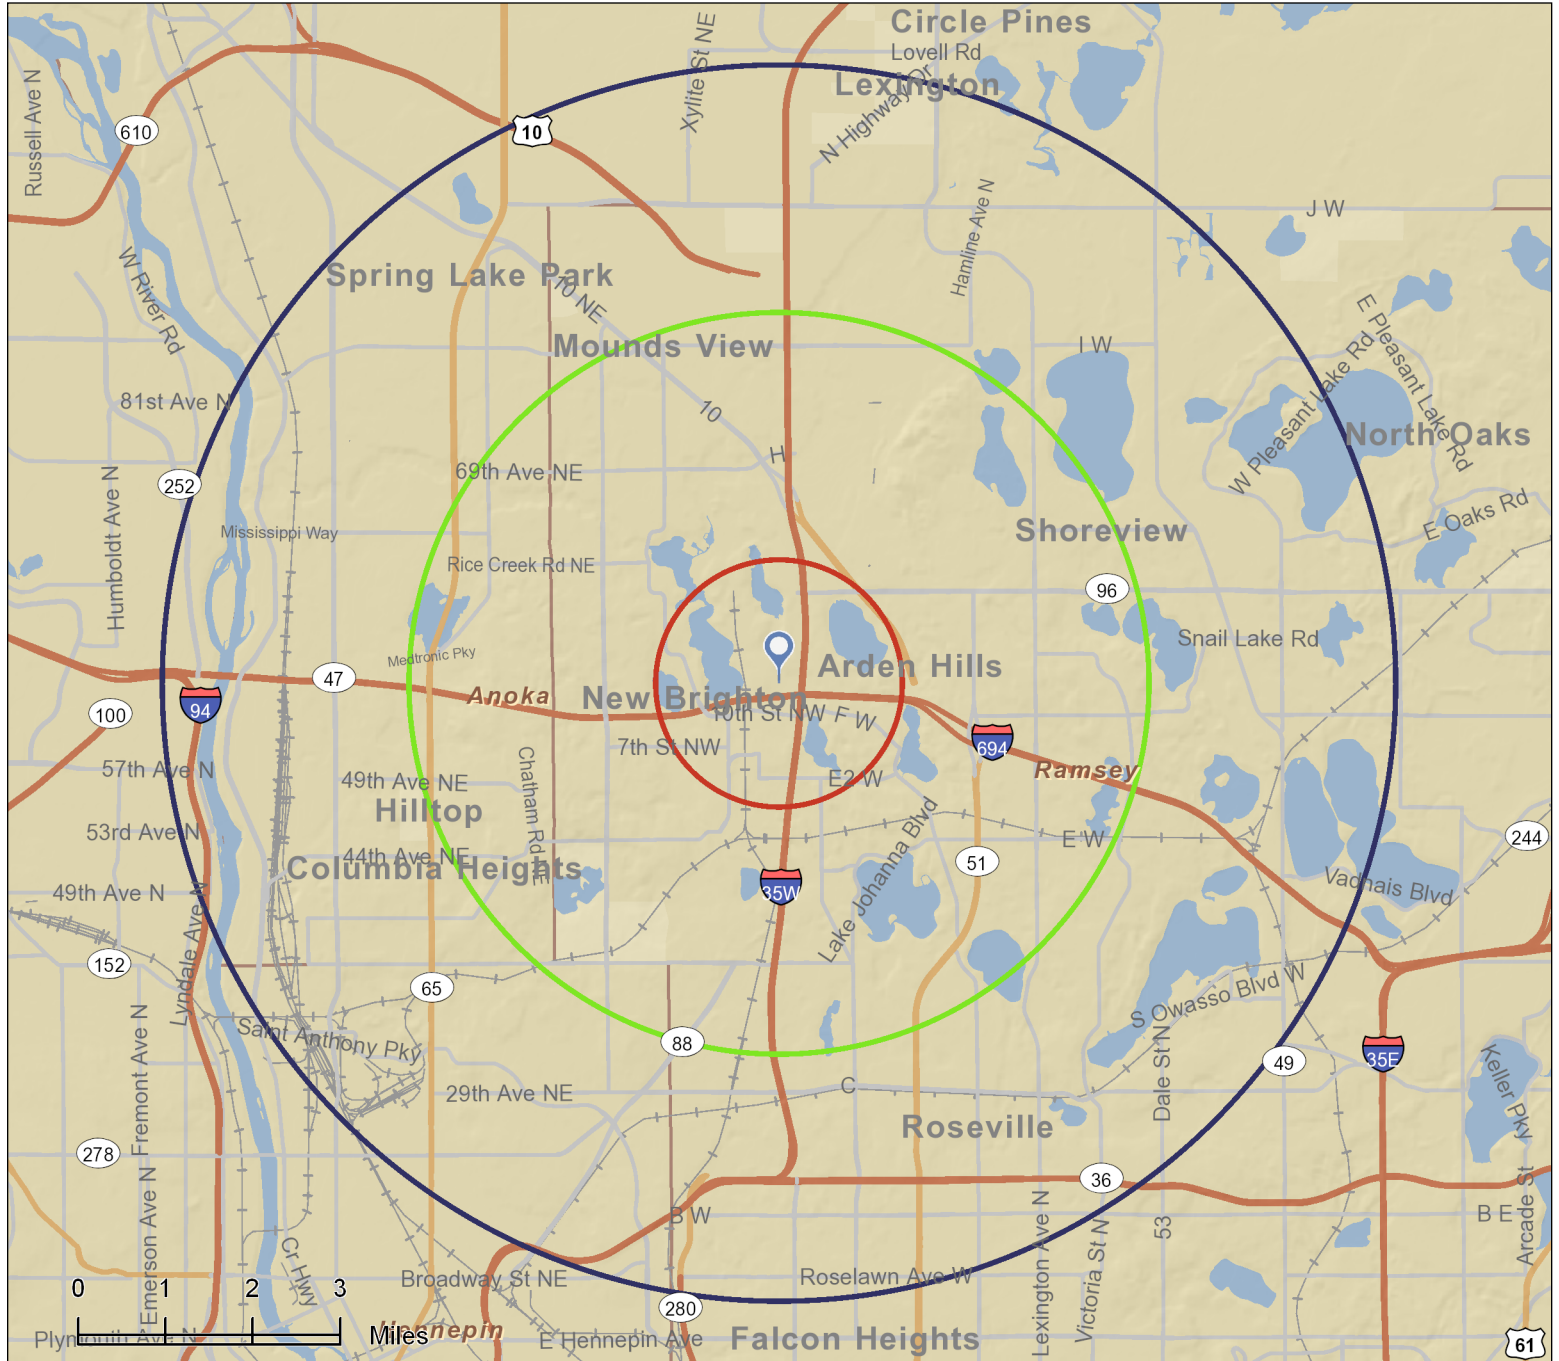 Circle Pines
Lovell Rd
Lexington
Xylite St NE
N Highway Dr
Russell Ave N
610
10
J W
Hamline Ave N
W River Rd
Spring Lake Park
10 NE
Mounds View
I W
E Pleasant Lake Rd
W Pleasant Lake Rd
81st Ave N
10
North Oaks
H
69th Ave NE
252
Humboldt Ave N
Mississippi Way
Shoreview
E Oaks Rd
Rice Creek Rd NE
96
Snail Lake Rd
Medtronic Pky
Arden Hills
47
Anoka
New Brighton
94
100
10th St NW
F W
7th St NW
694
Ramsey
57th Ave N
49th Ave NE
Chatham Rd NE
E2 W
Hilltop
53rd Ave N
Lake Johanna Blvd
E W
244
44th Ave NE
Columbia Heights
51
49th Ave N
35W
Vadnais Blvd
Lyndale Ave N
152
65
S Owasso Blvd W
Saint Anthony Pky
88
49
35E
Fremont Ave N
29th Ave NE
C
Dale St N
Keller Pky
Roseville
278
36
Emerson Ave N
B W
53
B E
Arcade St
Lexington Ave N
Victoria St N
Cr Hwy
Broadway St NE
Roselawn Ave W
0 1 2 3
Miles
280
Plymouth Ave N
Hennepin
E Hennepin Ave
Falcon Heights
61